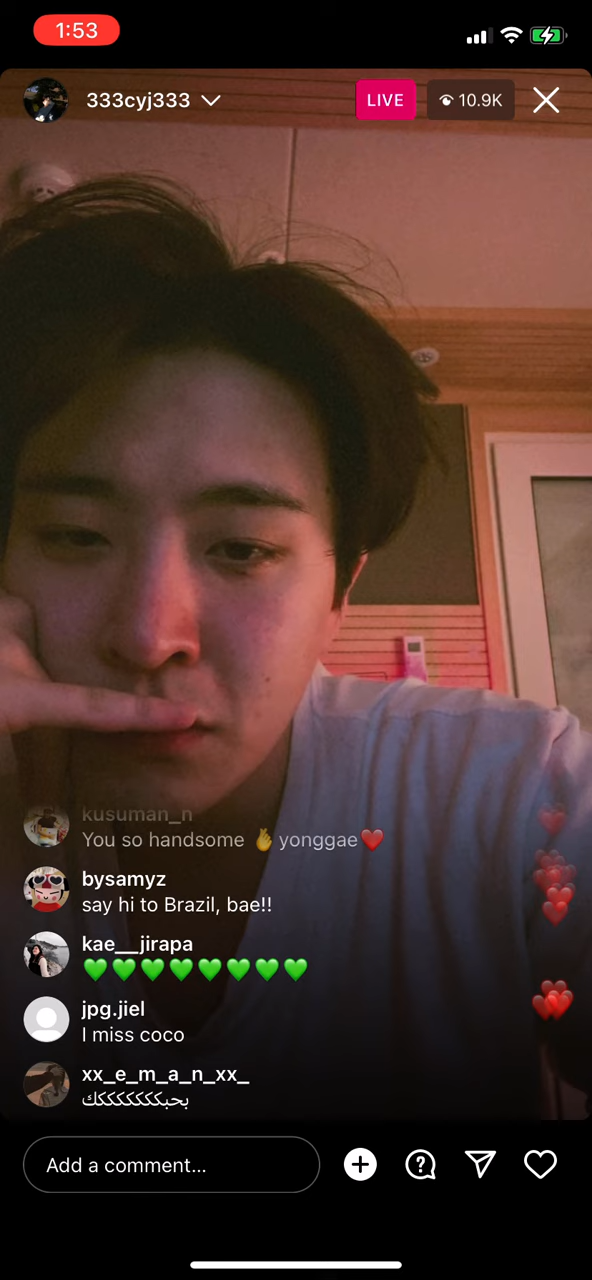 1:53
333cyj333
LIVE
10.9K
kusuman_n
You so handsome 🫰yonggae❤️
bysamyz
say hi to Brazil, bae!!
kae__jirapa
💚💚💚💚💚💚💚💚
jpg.jiel
I miss coco
xx_e_m_a_n_xx_
بحبكككككككك
Add a comment...